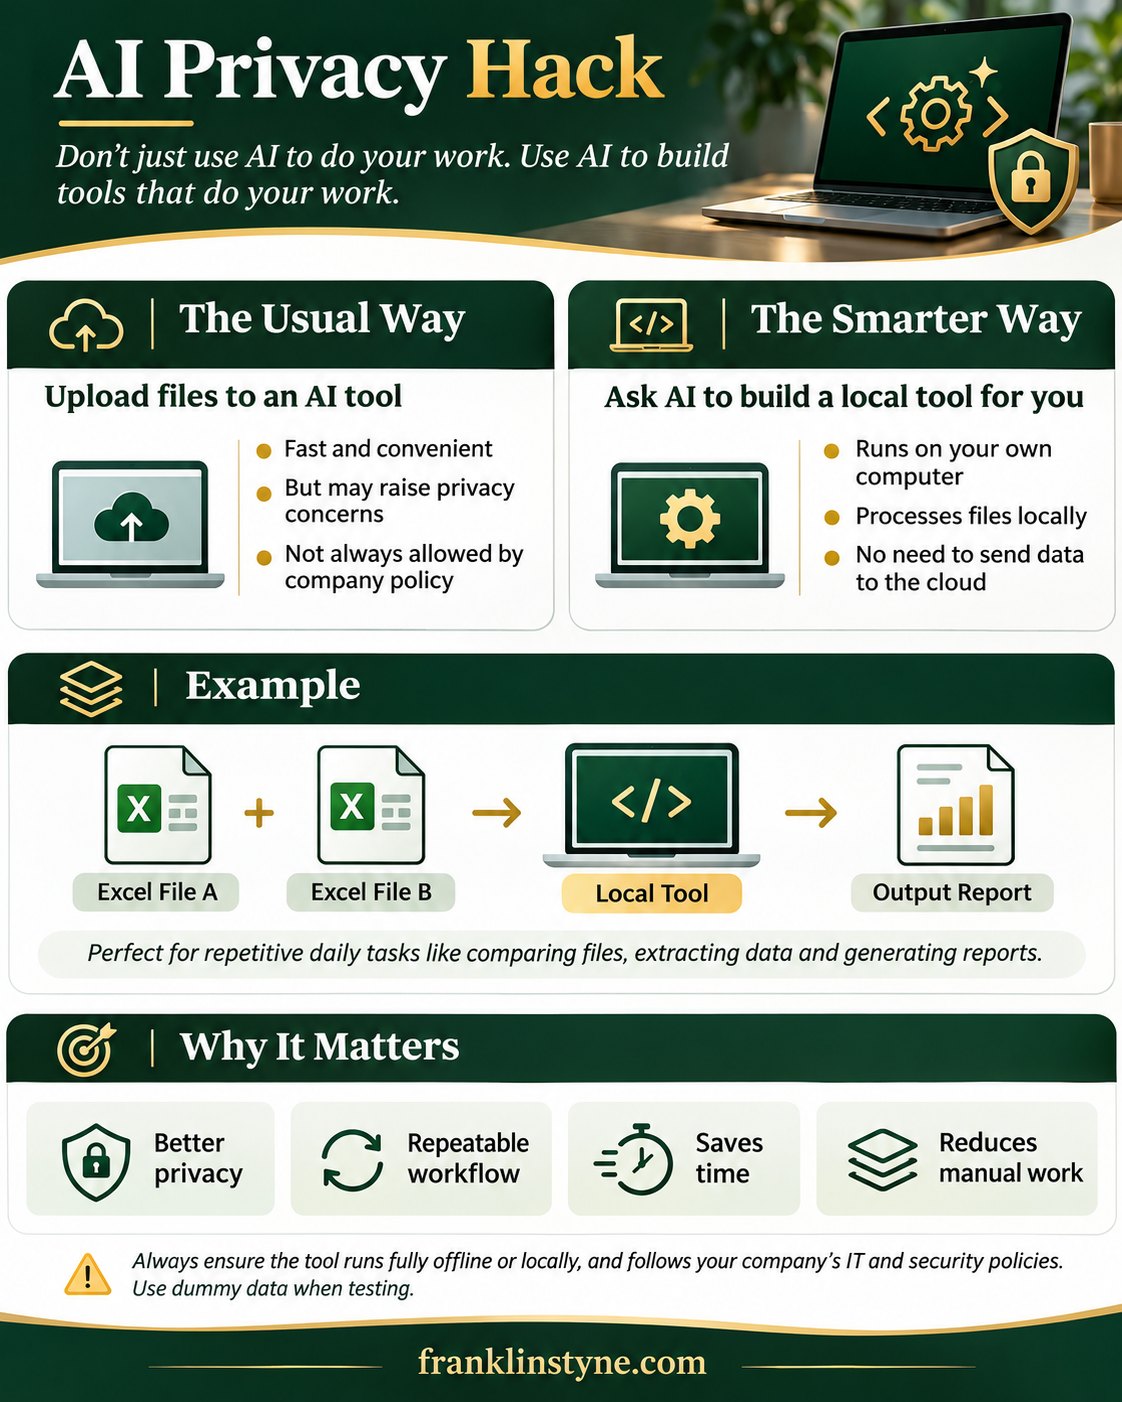 AI Privacy Hack
Don't just use AI to do your work. Use AI to build
tools that do your work.
The Usual Way
Upload files to an AI tool
Fast and convenient
But may raise privacy
concerns
Not always allowed by
company policy
</>
The Smarter Way
Ask AI to build a local tool for you
Runs on your own
computer
Processes files locally
No need to send data
to the cloud
Example
X
X
</>
Excel File A
Excel File B
Local Tool
Output Report
Perfect for repetitive daily tasks like comparing files, extracting data and generating reports.
Why It Matters
Better
privacy
Repeatable
workflow
Saves
time
Reduces
manual work
Always ensure the tool runs fully offline or locally, and follows your company's IT and security policies.
Use dummy data when testing.
franklinstyne.com